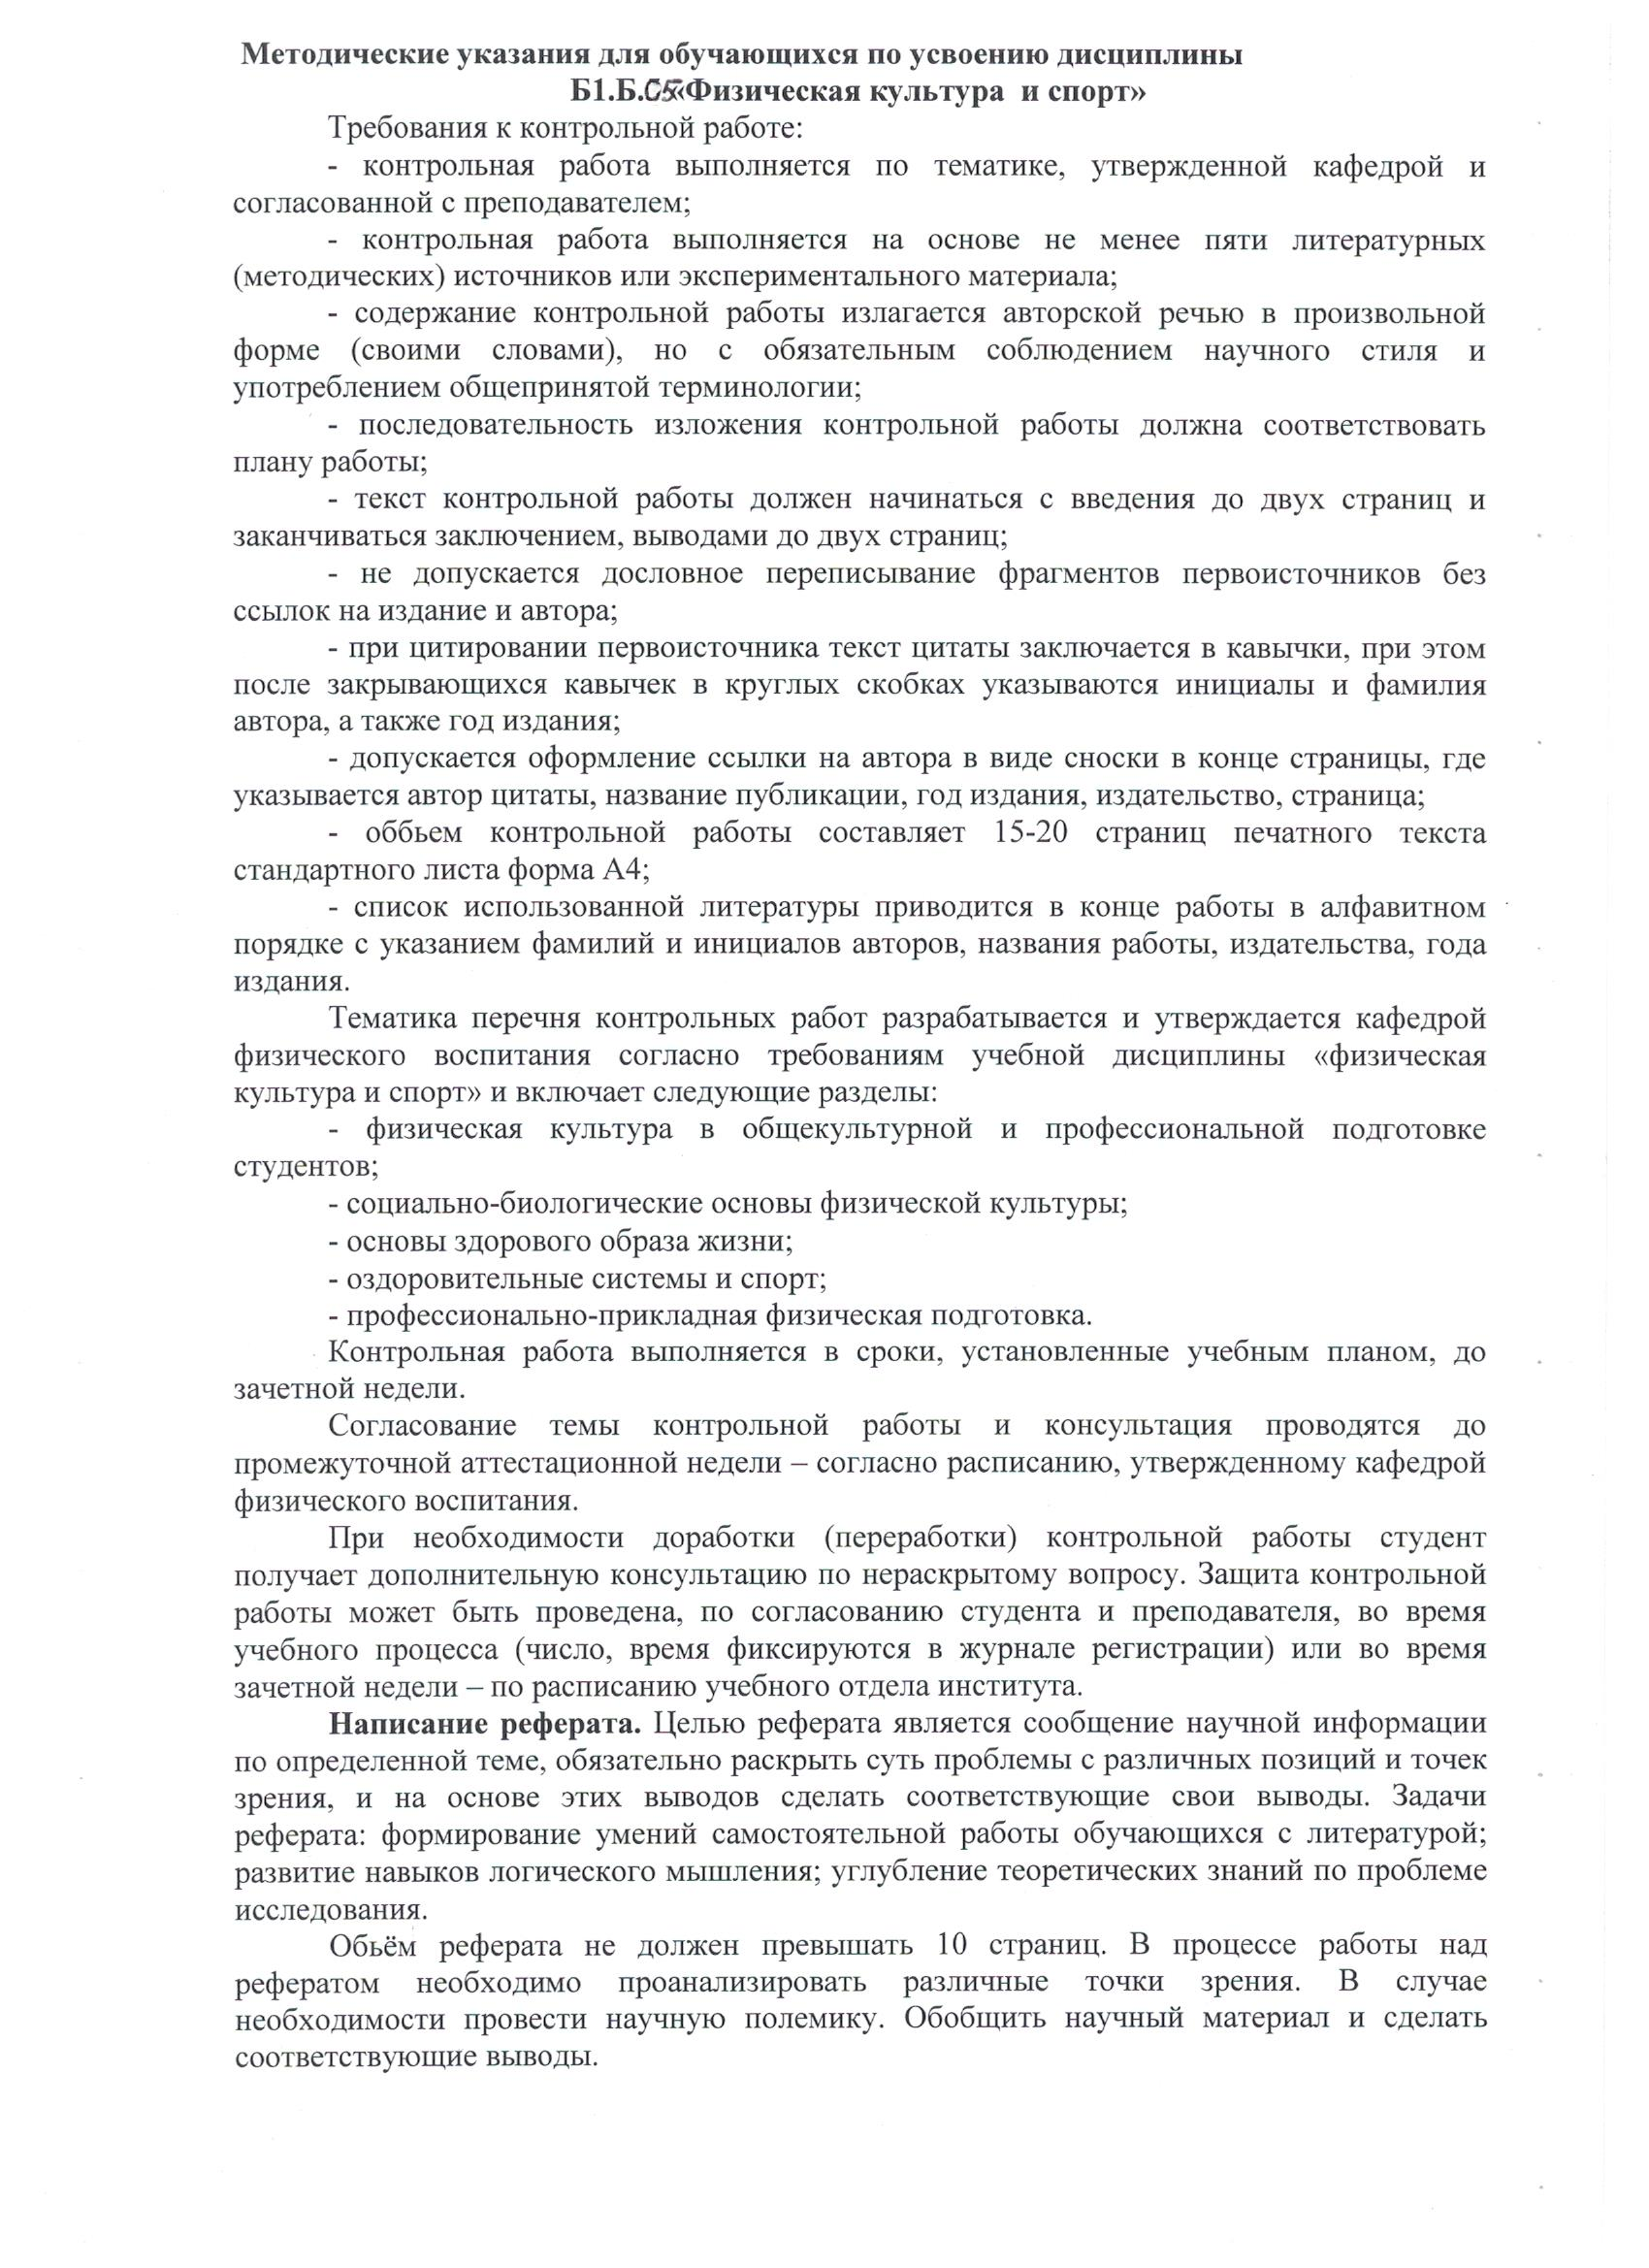 Методические указания для обучающихся по усвоению дисциплины
Б1.Б.05«Физическая культура и спорт»
Требования к контрольной работе:
- контрольная работа выполняется по тематике, утвержденной кафедрой и
согласованной с преподавателем;
- контрольная работа выполняется на основе не менее пяти литературных
(методических) источников или экспериментального материала;
- содержание контрольной работы излагается авторской речью в произвольной
форме (своими словами), но с обязательным соблюдением научного стиля и
употреблением общепринятой терминологии;
- последовательность изложения контрольной работы должна соответствовать
плану работы;
- текст контрольной работы должен начинаться с введения до двух страниц и
заканчиваться заключением, выводами до двух страниц;
- не допускается дословное переписывание фрагментов первоисточников без
ссылок на издание и автора;
- при цитировании первоисточника текст цитаты заключается в кавычки, при этом
после закрывающихся кавычек в круглых скобках указываются инициалы и фамилия
автора, а также год издания;
- допускается оформление ссылки на автора в виде сноски в конце страницы, где
указывается автор цитаты, название публикации, год издания, издательство, страница;
- оббьем контрольной работы составляет 15-20 страниц печатного текста
стандартного листа форма А4;
- список использованной литературы приводится в конце работы в алфавитном
порядке с указанием фамилий и инициалов авторов, названия работы, издательства, года
издания.
Тематика перечня контрольных работ разрабатывается и утверждается кафедрой
физического воспитания согласно требованиям учебной дисциплины «физическая
культура и спорт» и включает следующие разделы:
- физическая культура в общекультурной и профессиональной подготовке
студентов;
- социально-биологические основы физической культуры;
- основы здорового образа жизни;
- оздоровительные системы и спорт;
- профессионально-прикладная физическая подготовка.
Контрольная работа выполняется в сроки, установленные учебным планом, до
зачетной недели.
Согласование темы контрольной работы и консультация проводятся до
промежуточной аттестационной недели – согласно расписанию, утвержденному кафедрой
физического воспитания.
При необходимости доработки (переработки) контрольной работы студент
получает дополнительную консультацию по нераскрытому вопросу. Защита контрольной
работы может быть проведена, по согласованию студента и преподавателя, во время
учебного процесса (число, время фиксируются в журнале регистрации) или во время
зачетной недели – по расписанию учебного отдела института.
Написание реферата. Целью реферата является сообщение научной информации
по определенной теме, обязательно раскрыть суть проблемы с различных позиций и точек
зрения, и на основе этих выводов сделать соответствующие свои выводы. Задачи
реферата: формирование умений самостоятельной работы обучающихся с литературой;
развитие навыков логического мышления; углубление теоретических знаний по проблеме
исследования.
Обьём реферата не должен превышать 10 страниц. В процессе работы над
рефератом необходимо проанализировать различные точки зрения. В случае
необходимости провести научную полемику. Обобщить научный материал и сделать
соответствующие выводы.